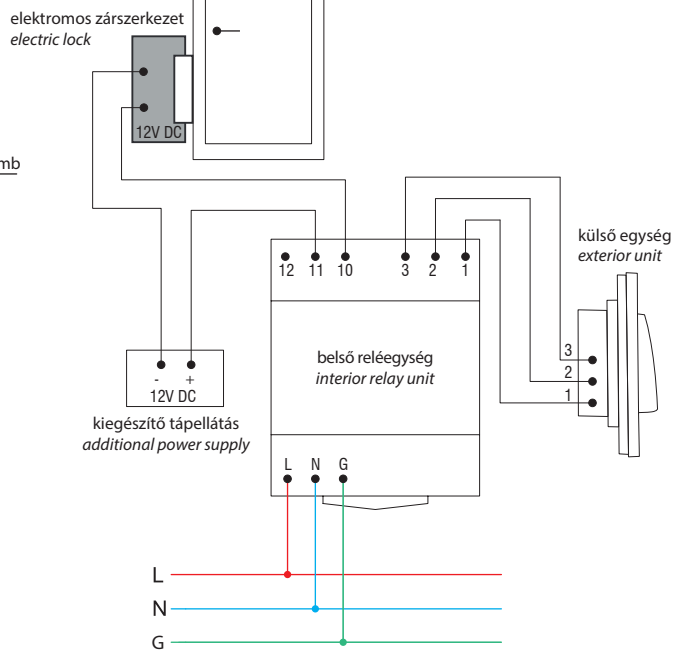 elektromos zárszerkezet
electric lock
12V DC
mb
12 11 10 3 2 1
külső egység
exterior unit
3
2
1
belső reléegység
interior relay unit
- +
12V DC
kiegészítő tápellátás
additional power supply
L N G
L
N
G